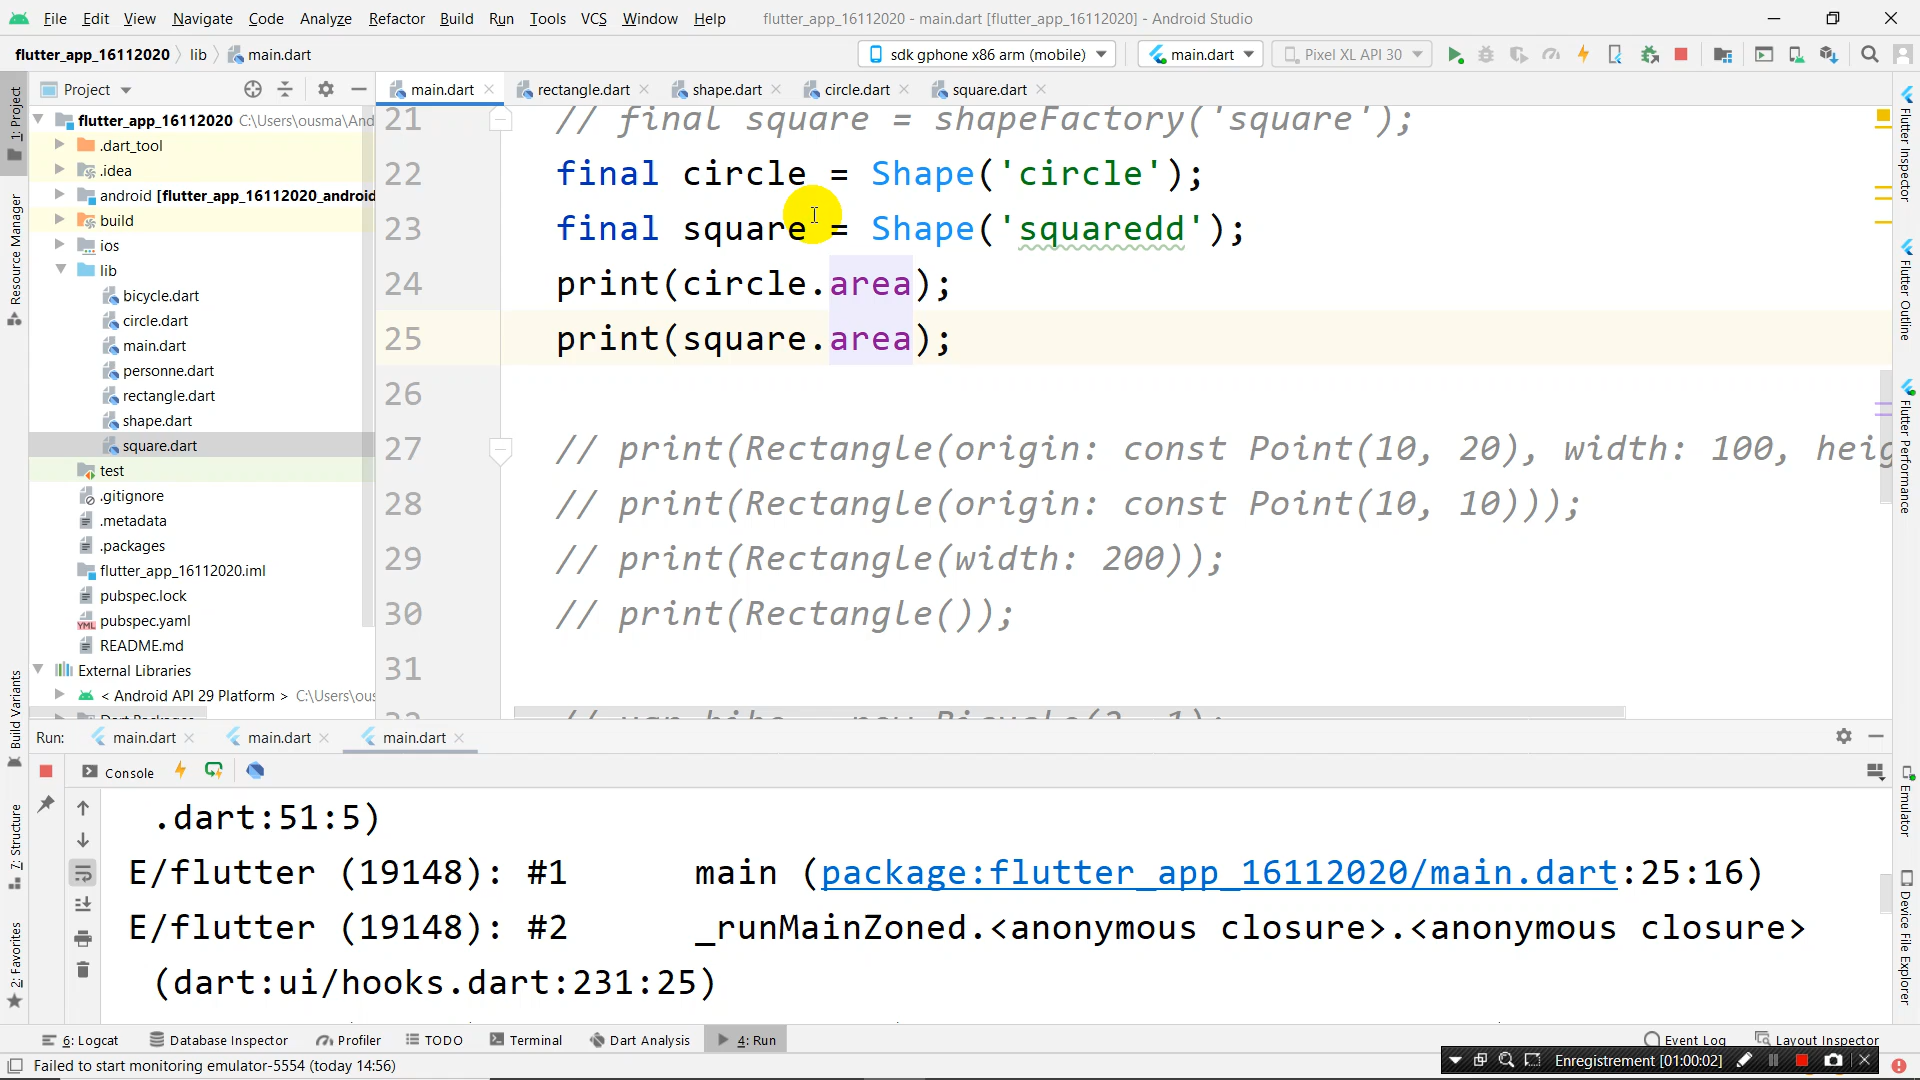 File Edit View Navigate Code Analyze Refactor Build Run Tools VCS Window Help flutter_app_16112020 - main.dart [flutter_app_16112020] - Android Studio
flutter_app_16112020 lib main.dart sdk gphone x86 arm (mobile) main.dart Pixel XL API 30
1: Project
Resource Manager
Build Variants
7: Structure
2: Favorites
Project
flutter_app_16112020 C:\Users\ousma\And
.dart_tool
.idea
android [flutter_app_16112020_android
build
ios
lib
bicycle.dart
circle.dart
main.dart
personne.dart
rectangle.dart
shape.dart
square.dart
test
.gitignore
.metadata
.packages
flutter_app_16112020.iml
pubspec.lock
pubspec.yaml
README.md
External Libraries
< Android API 29 Platform > C:\Users\ous
main.dart rectangle.dart shape.dart circle.dart square.dart
21 // final square = shapeFactory('square');
22 final circle = Shape('circle');
23 final square = Shape('squaredd');
24 print(circle.area);
25 print(square.area);
26
27 // print(Rectangle(origin: const Point(10, 20), width: 100, heig
28 // print(Rectangle(origin: const Point(10, 10)));
29 // print(Rectangle(width: 200));
30 // print(Rectangle());
31
Flutter Inspector
Flutter Outline
Flutter Performance
Emulator
Device File Explorer
Run: main.dart main.dart main.dart
Console
.dart:51:5)
E/flutter (19148): #1 main (package:flutter_app_16112020/main.dart:25:16)
E/flutter (19148): #2 _runMainZoned.<anonymous closure>.<anonymous closure>
(dart:ui/hooks.dart:231:25)
6: Logcat Database Inspector Profiler TODO Terminal Dart Analysis 4: Run Event Log Layout Inspector
Failed to start monitoring emulator-5554 (today 14:56)
Enregistrement [01:00:02]